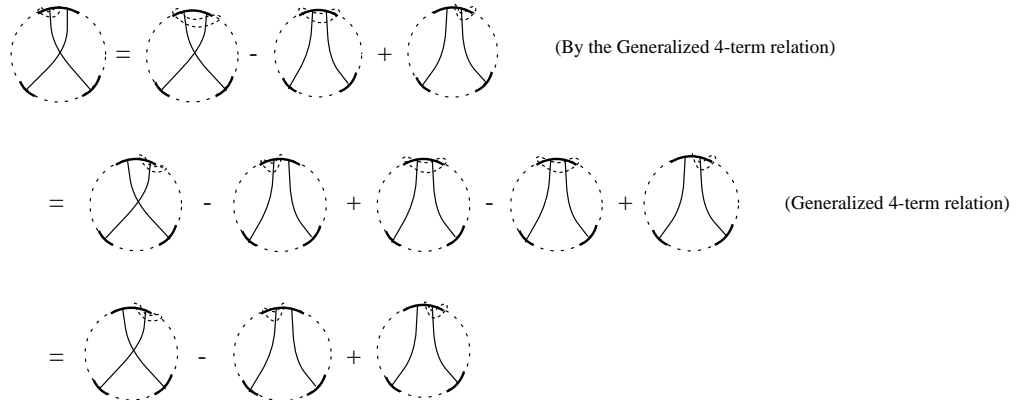 = - + (By the Generalized 4-term relation)
= - + - + (Generalized 4-term relation)
= - +